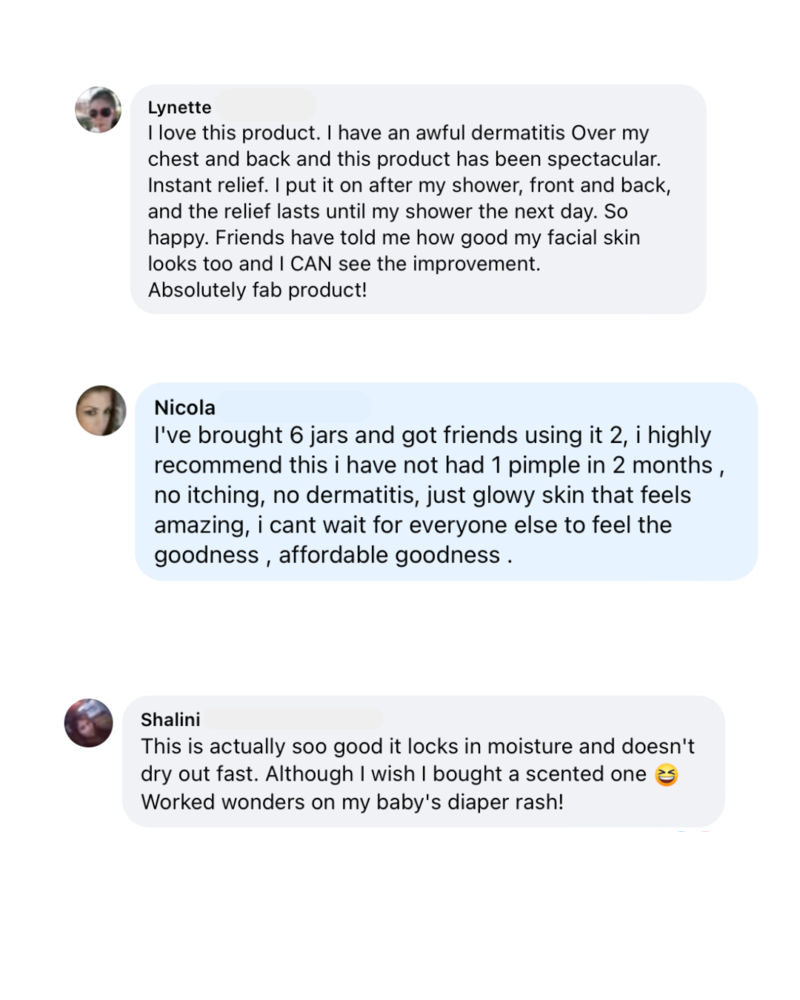 Lynette
I love this product. I have an awful dermatitis Over my
chest and back and this product has been spectacular.
Instant relief. I put it on after my shower, front and back,
and the relief lasts until my shower the next day. So
happy. Friends have told me how good my facial skin
looks too and I CAN see the improvement.
Absolutely fab product!
Nicola
I've brought 6 jars and got friends using it 2, i highly
recommend this i have not had 1 pimple in 2 months ,
no itching, no dermatitis, just glowy skin that feels
amazing, i cant wait for everyone else to feel the
goodness , affordable goodness .
Shalini
This is actually soo good it locks in moisture and doesn't
dry out fast. Although I wish I bought a scented one 😆
Worked wonders on my baby's diaper rash!